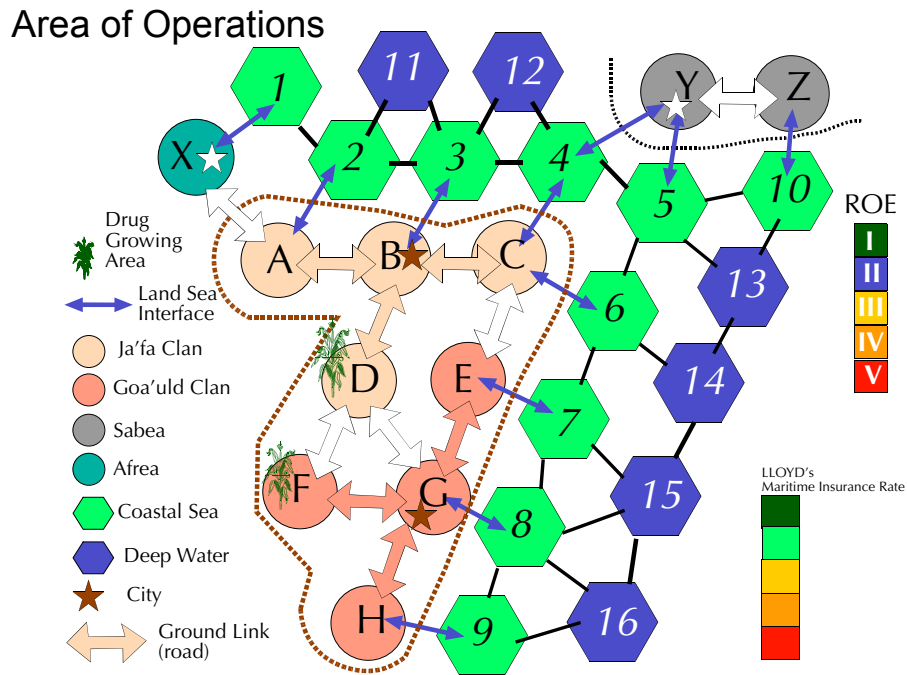 Area of Operations
1
11
12
Y
Z
X
2
3
4
5
10
ROE
I
II
III
IV
V
Drug
Growing
Area
A
B
C
13
Land Sea
Interface
6
14
Ja'fa Clan
D
E
Goa'uld Clan
7
Sabea
Afrea
F
G
15
LLOYD's
Maritime Insurance Rate
Coastal Sea
8
Deep Water
City
H
9
16
Ground Link
(road)